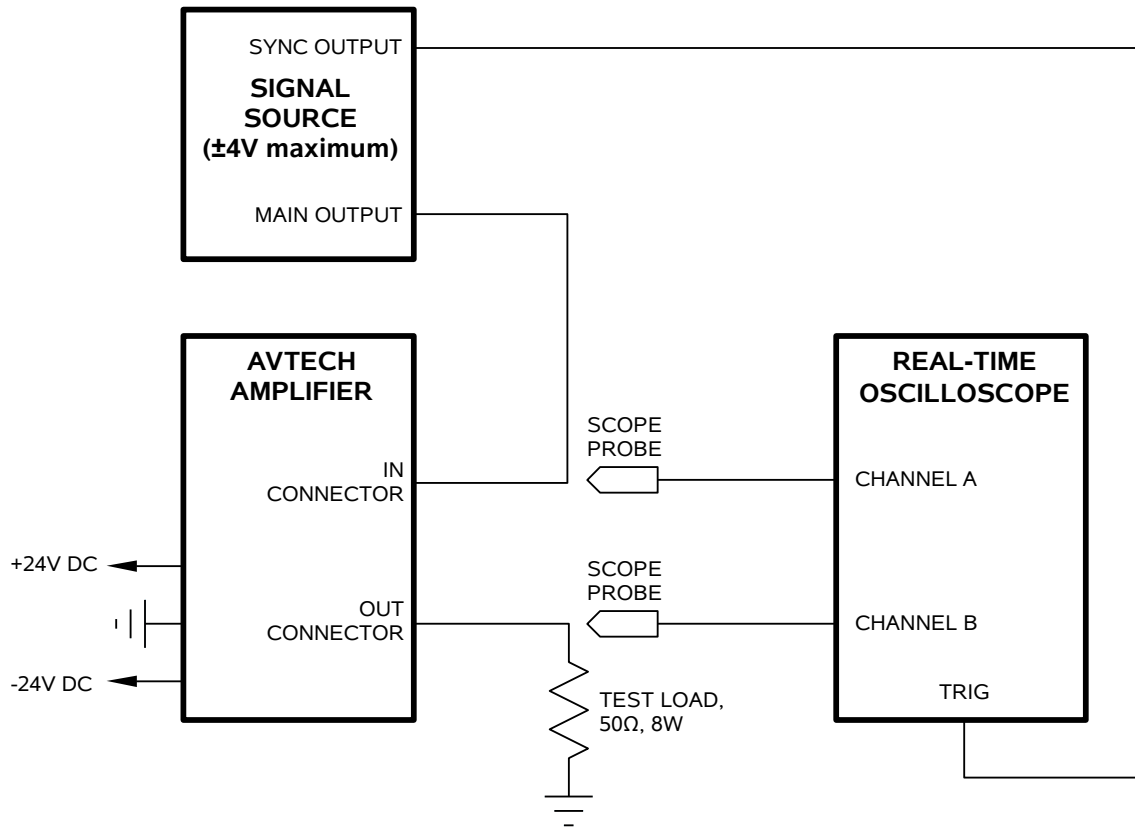 SYNC OUTPUT
SIGNAL
SOURCE
(±4V maximum)
MAIN OUTPUT
AVTECH
AMPLIFIER
IN
CONNECTOR
+24V DC
OUT
CONNECTOR
-24V DC
SCOPE
PROBE
SCOPE
PROBE
TEST LOAD,
50Ω, 8W
REAL-TIME
OSCILLOSCOPE
CHANNEL A
CHANNEL B
TRIG